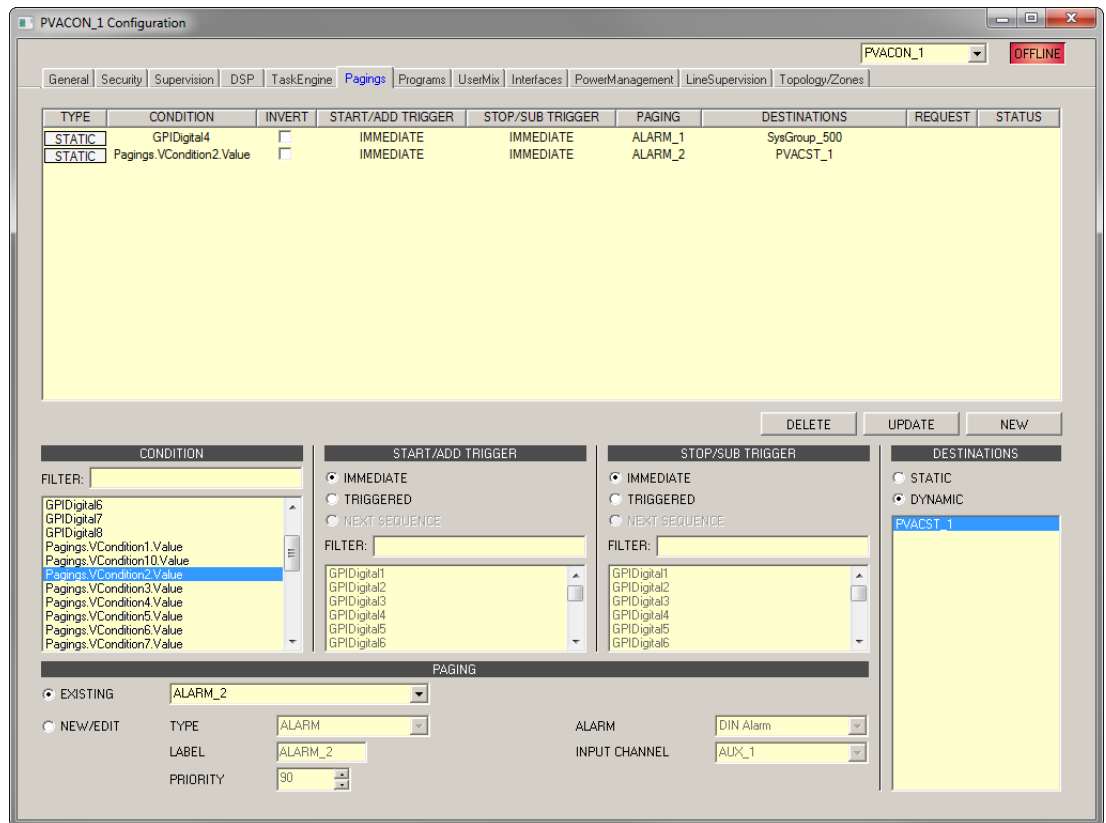 PVACON_1 Configuration
PVACON_1 OFFLINE
General Security Supervision DSP TaskEngine Pagings Programs UserMix Interfaces PowerManagement LineSupervision Topology/Zones
TYPE CONDITION INVERT START/ADD TRIGGER STOP/SUB TRIGGER PAGING DESTINATIONS REQUEST STATUS
STATIC GPIDigital4 IMMEDIATE IMMEDIATE ALARM_1 SysGroup_500
STATIC Pagings.VCondition2.Value IMMEDIATE IMMEDIATE ALARM_2 PVACST_1
DELETE UPDATE NEW
CONDITION
FILTER:
GPIDigital6
GPIDigital7
GPIDigital8
Pagings.VCondition1.Value
Pagings.VCondition10.Value
Pagings.VCondition2.Value
Pagings.VCondition3.Value
Pagings.VCondition4.Value
Pagings.VCondition5.Value
Pagings.VCondition6.Value
Pagings.VCondition7.Value
START/ADD TRIGGER
IMMEDIATE
TRIGGERED
NEXT SEQUENCE
FILTER:
GPIDigital1
GPIDigital2
GPIDigital3
GPIDigital4
GPIDigital5
GPIDigital6
STOP/SUB TRIGGER
IMMEDIATE
TRIGGERED
NEXT SEQUENCE
FILTER:
GPIDigital1
GPIDigital2
GPIDigital3
GPIDigital4
GPIDigital5
GPIDigital6
DESTINATIONS
STATIC
DYNAMIC
PVACST_1
PAGING
EXISTING ALARM_2
NEW/EDIT TYPE ALARM ALARM DIN Alarm
LABEL ALARM_2 INPUT CHANNEL AUX_1
PRIORITY 90